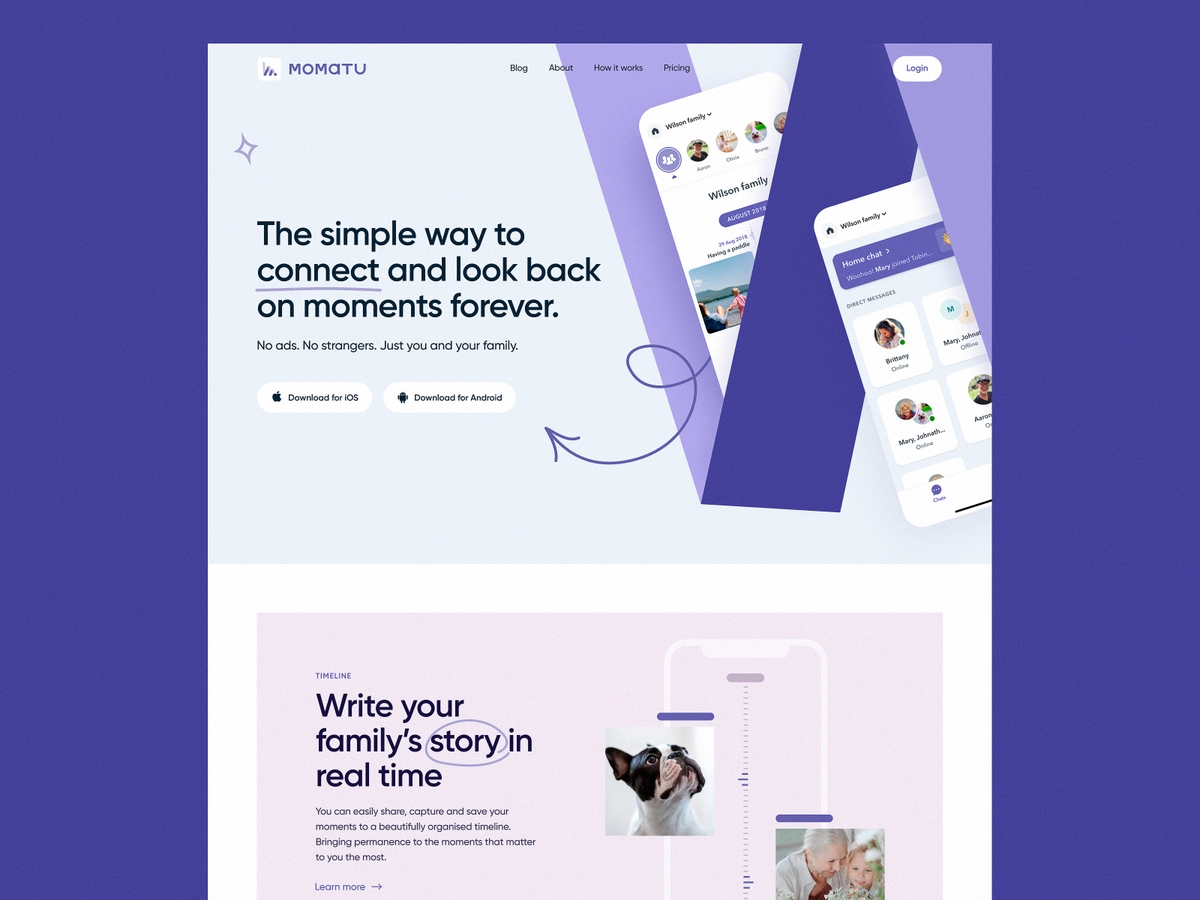 MOMATU
Blog About How it works Pricing
Login
Wilson family
Aaron Olivia Bruno
Wilson family
AUGUST 2018
29 Aug 2018
Having a paddle
The simple way to
connect and look back
on moments forever.
No ads. No strangers. Just you and your family.
Download for iOS Download for Android
Wilson family
Home chat
Woohoo! Mary joined Tobin...
DIRECT MESSAGES
M J
Brittany
Online
Mary, Johnat
Offline
Mary, Johnath...
Online
Aaron
On
Chats
TIMELINE
Write your
family's story in
real time
You can easily share, capture and save your
moments to a beautifully organised timeline.
Bringing permanence to the moments that matter
to you the most.
Learn more